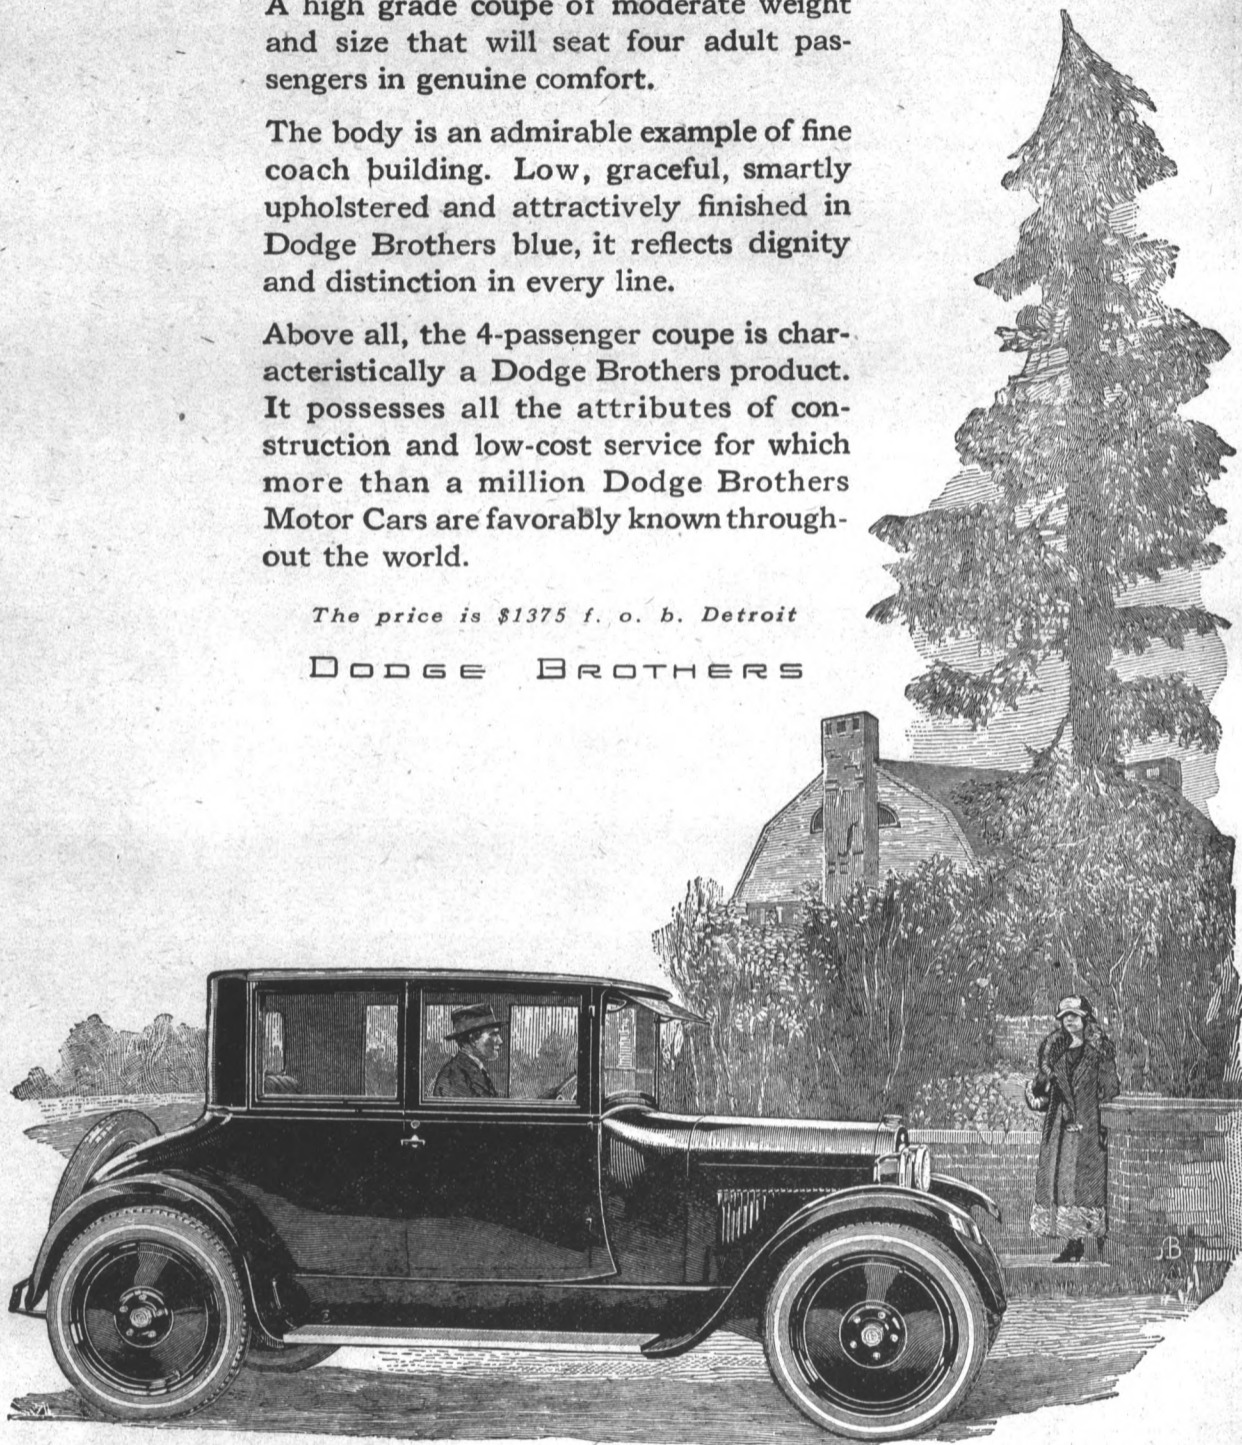 A high grade coupe of moderate weight
and size that will seat four adult pas-
sengers in genuine comfort.
The body is an admirable example of fine
coach building. Low, graceful, smartly
upholstered and attractively finished in
Dodge Brothers blue, it reflects dignity
and distinction in every line.
Above all, the 4-passenger coupe is char-
acteristically a Dodge Brothers product.
It possesses all the attributes of con-
struction and low-cost service for which
more than a million Dodge Brothers
Motor Cars are favorably known through-
out the world.
The price is $1375 f. o. b. Detroit
DODGE BROTHERS